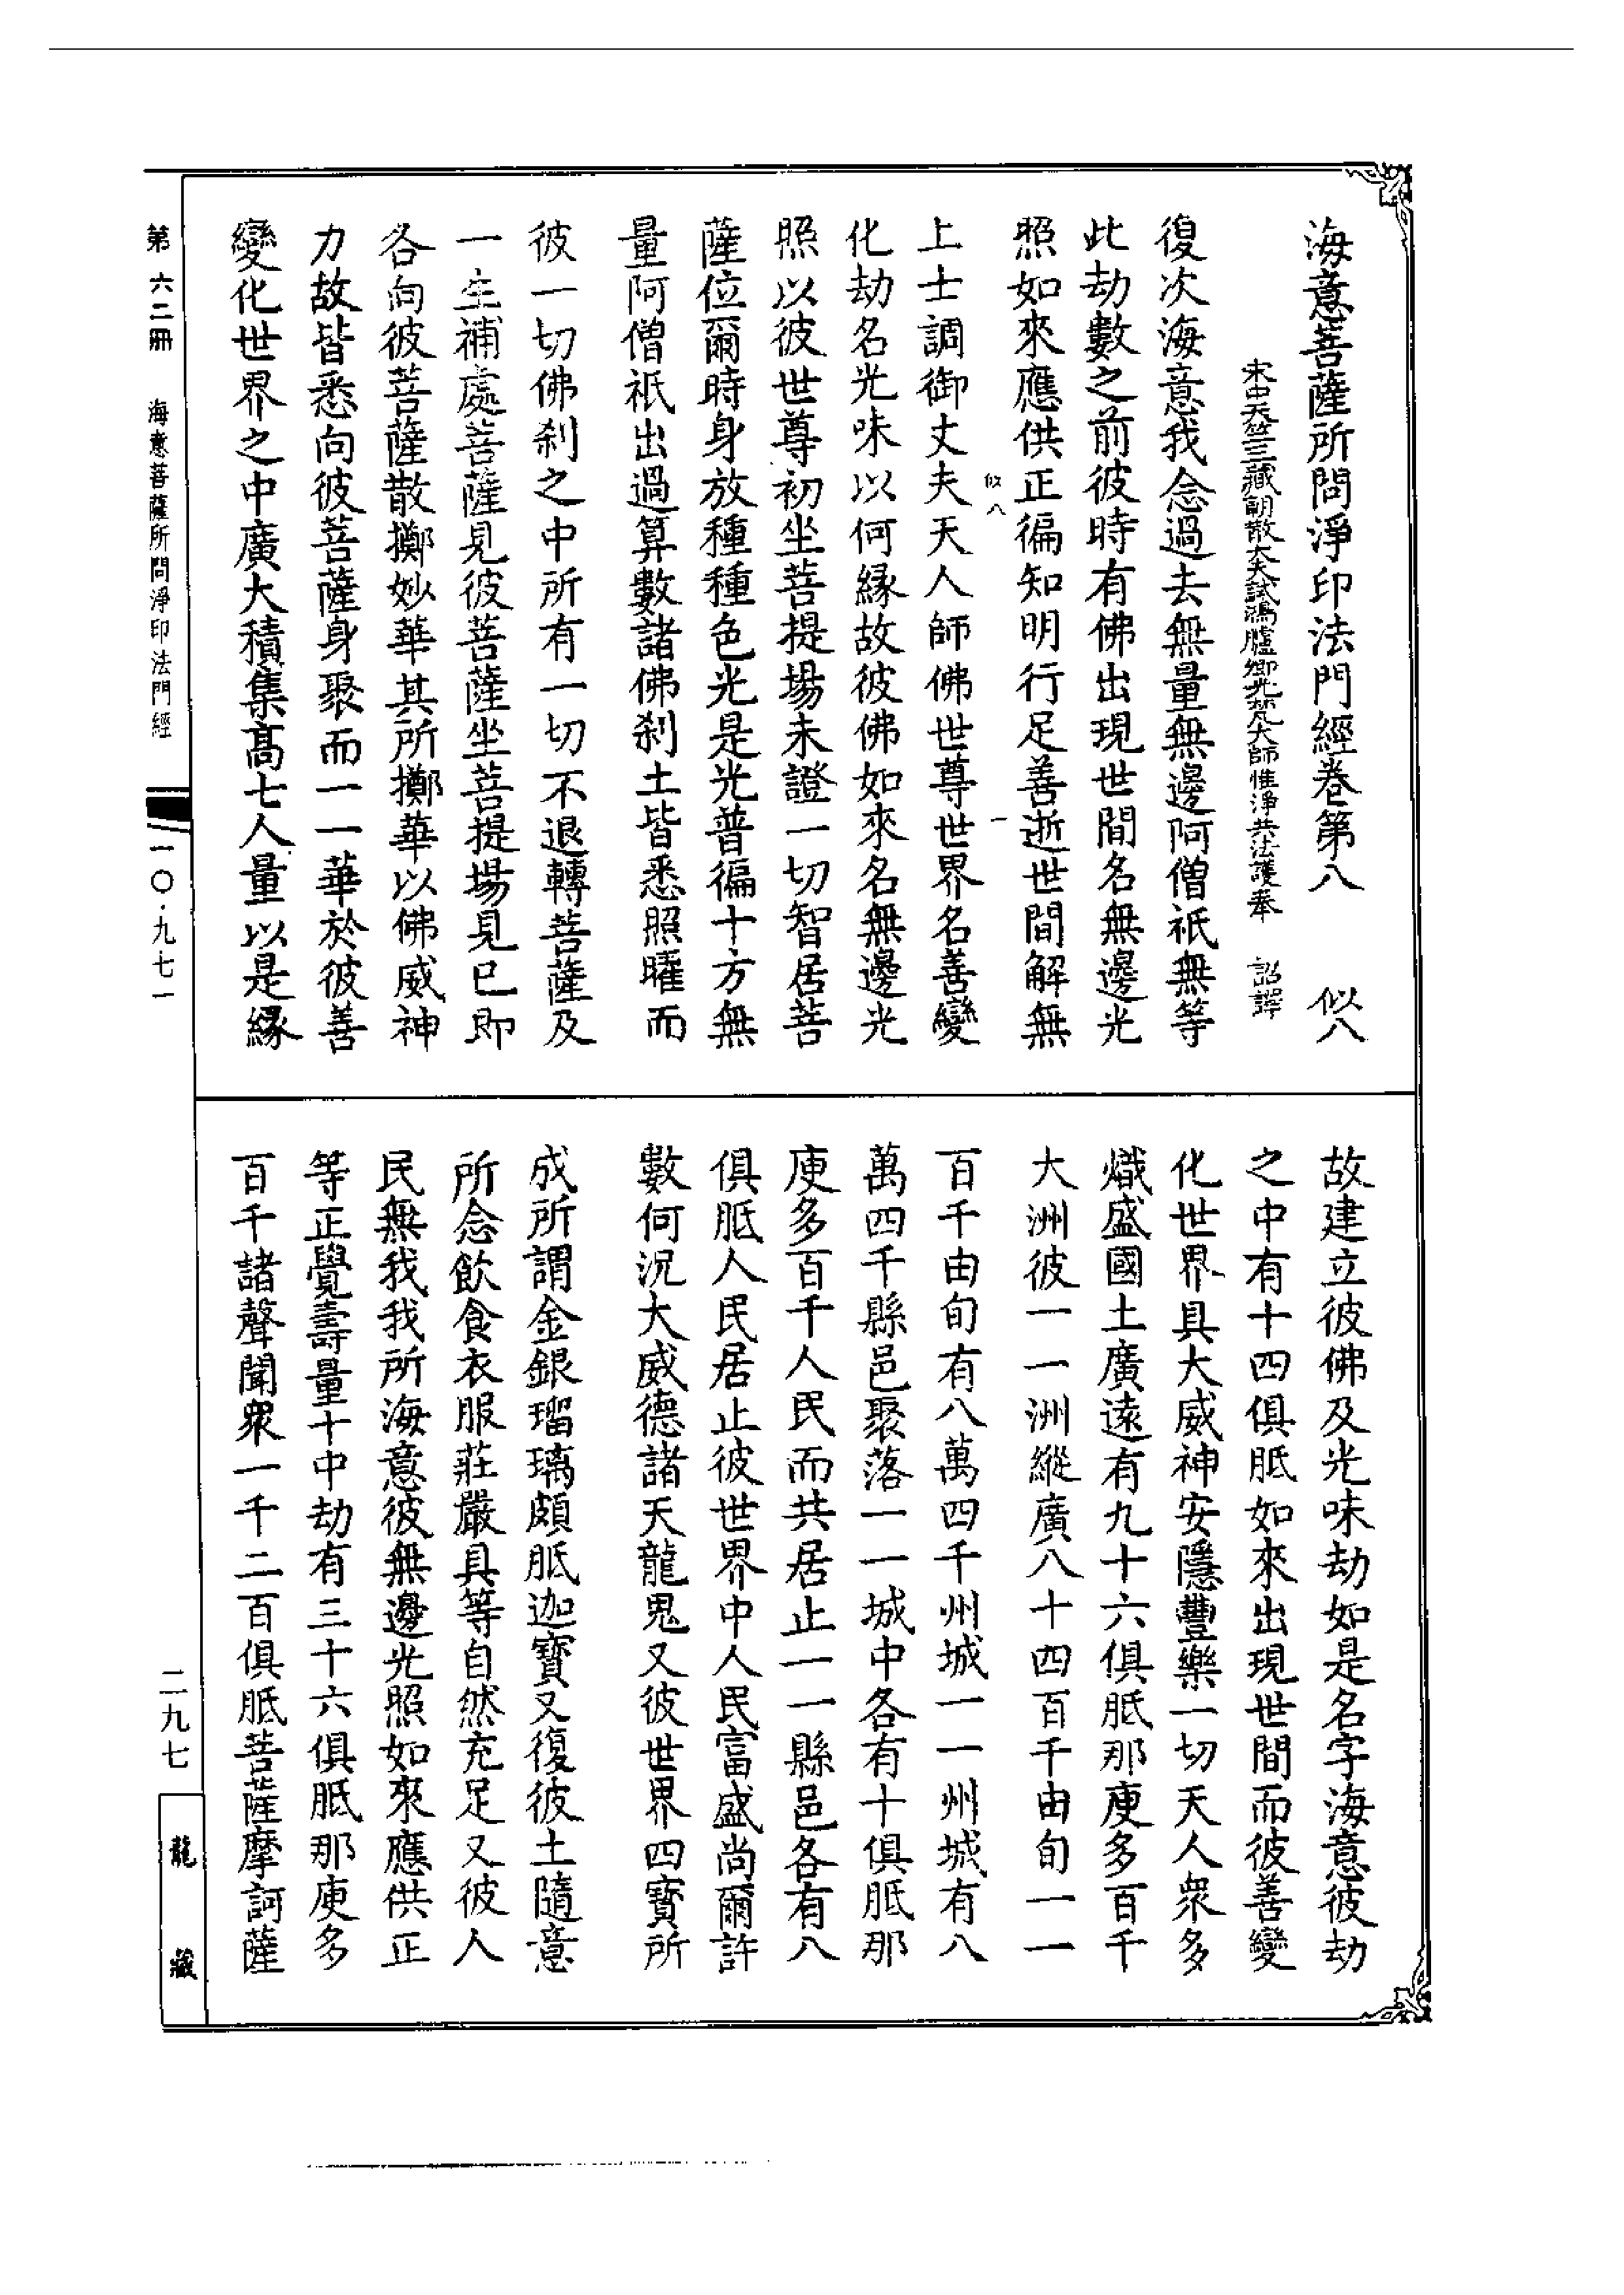 海意菩薩所問淨印法門經卷第八　似八
宋中天竺三藏朝散大夫試鴻臚卿光梵大師惟淨共法護奉　詔譯
復次海意我念過去無量無邊阿僧祇無等
此劫數之前彼時有佛出現世間名無邊光
照如來應供正徧知明行足善逝世間解無
似八　一
上士調御丈夫天人師佛世尊世界名善變
化劫名光味以何緣故彼佛如來名無邊光
照以彼世尊初坐菩提場未證一切智居菩
薩位爾時身放種種色光是光普徧十方無
量阿僧祇出過算數諸佛刹土皆悉照曜而
彼一切佛刹之中所有一切不退轉菩薩及
一生補處菩薩見彼菩薩坐菩提場見已即
各向彼菩薩散擲妙華其所擲華以佛威神
力故皆悉向彼菩薩身聚而一一華於彼善
變化世界之中廣大積集高七人量以是緣
故建立彼佛及光味劫如是名字海意彼劫
之中有十四俱胝如來出現世間而彼善變
化世界具大威神安隱豐樂一切天人衆多
熾盛國土廣遠有九十六俱胝那庾多百千
大洲彼一一洲縱廣八十四百千由旬一一
百千由旬有八萬四千州城一一州城有八
萬四千縣邑聚落一一城中各有十俱胝那
庾多百千人民而共居止一一縣邑各有八
俱胝人民居止彼世界中人民富盛尚爾許
數何況大威德諸天龍鬼又彼世界四寶所
成所謂金銀瑠璃頗胝迦寶又復彼土隨意
所念飲食衣服莊嚴具等自然充足又彼人
民無我我所海意彼無邊光照如來應供正
等正覺壽量十中劫有三十六俱胝那庾多
百千諸聲聞衆一千二百俱胝菩薩摩訶薩
第六二冊　海意菩薩所問淨印法門經
一〇·九七一
二九七
龍藏